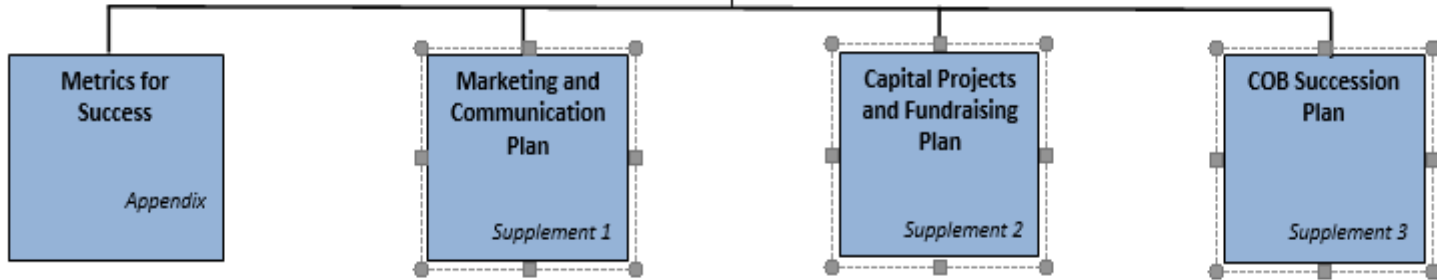 Metrics for
Success
Appendix
Marketing and
Communication
Plan
Supplement 1
Capital Projects
and Fundraising
Plan
Supplement 2
COB Succession
Plan
Supplement 3